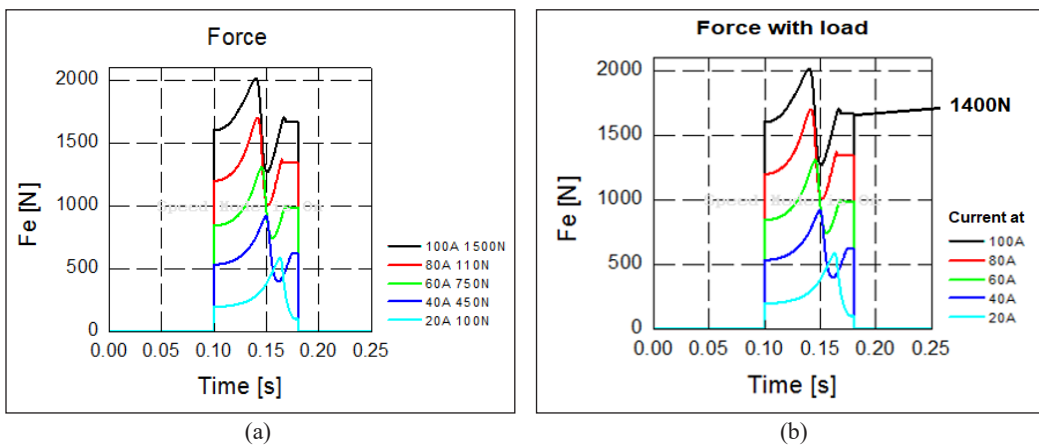 Force
2000
1500
1000
500
0
Fe [N]
0.00 0.05 0.10 0.15 0.20 0.25
Time [s]
100A 1500N
80A 110N
60A 750N
40A 450N
20A 100N
(a)
Force with load
2000
1500
1000
500
0
Fe [N]
0.00 0.05 0.10 0.15 0.20 0.25
Time [s]
1400N
Current at
100A
80A
60A
40A
20A
(b)